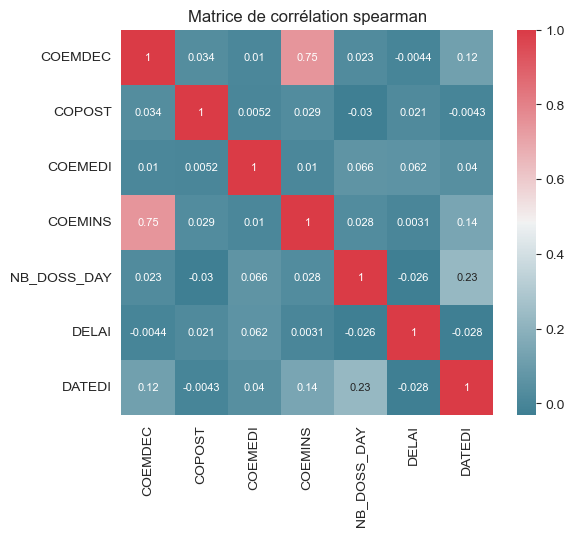 Matrice de corrélation spearman
COEMDEC 1 0.034 0.01 0.75 0.023 -0.0044 0.12
COPOST 0.034 1 0.0052 0.029 -0.03 0.021 -0.0043
COEMEDI 0.01 0.0052 1 0.01 0.066 0.062 0.04
COEMINS 0.75 0.029 0.01 1 0.028 0.0031 0.14
NB_DOSS_DAY 0.023 -0.03 0.066 0.028 1 -0.026 0.23
DELAI -0.0044 0.021 0.062 0.0031 -0.026 1 -0.028
DATEDI 0.12 -0.0043 0.04 0.14 0.23 -0.028 1
COEMDEC COPOST COEMEDI COEMINS NB_DOSS_DAY DELAI DATEDI
1.0
0.8
0.6
0.4
0.2
0.0